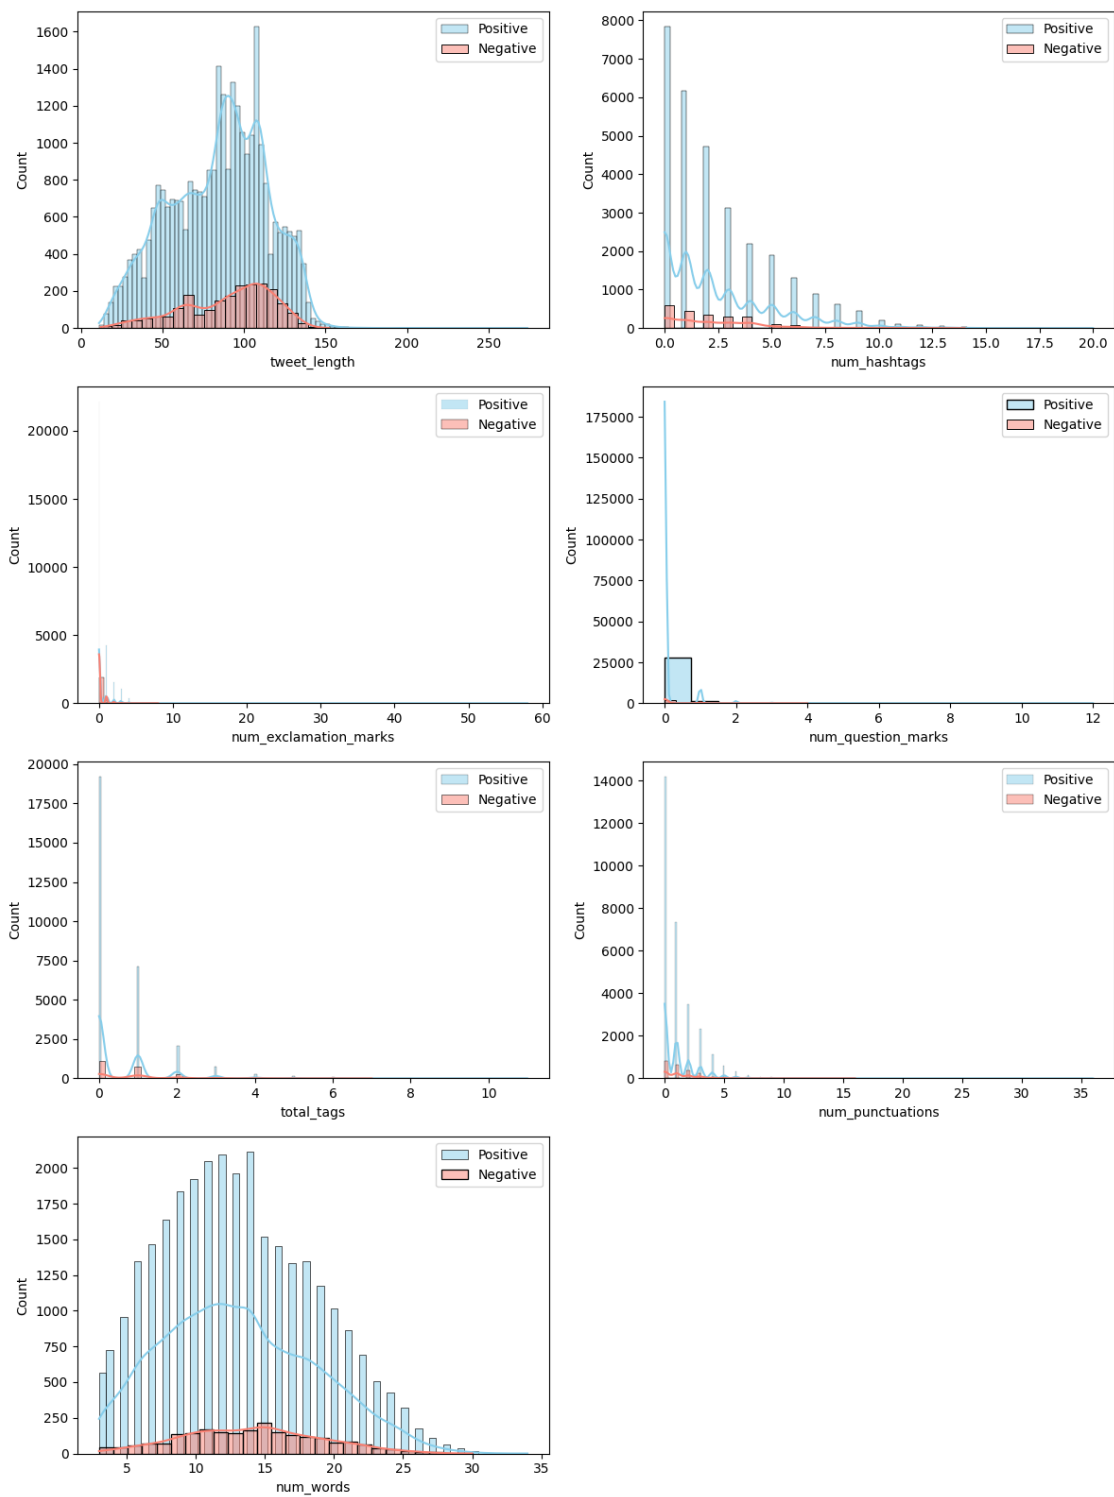 Positive
Negative
Count
1600
1400
1200
1000
800
600
400
200
0
0 50 100 150 200 250
tweet_length
Positive
Negative
Count
8000
7000
6000
5000
4000
3000
2000
1000
0
0.0 2.5 5.0 7.5 10.0 12.5 15.0 17.5 20.0
num_hashtags
Positive
Negative
Count
20000
15000
10000
5000
0
0 10 20 30 40 50 60
num_exclamation_marks
Positive
Negative
Count
175000
150000
125000
100000
75000
50000
25000
0
0 2 4 6 8 10 12
num_question_marks
Positive
Negative
Count
20000
17500
15000
12500
10000
7500
5000
2500
0
0 2 4 6 8 10
total_tags
Positive
Negative
Count
14000
12000
10000
8000
6000
4000
2000
0
0 5 10 15 20 25 30 35
num_punctuations
Positive
Negative
Count
2000
1750
1500
1250
1000
750
500
250
0
5 10 15 20 25 30 35
num_words